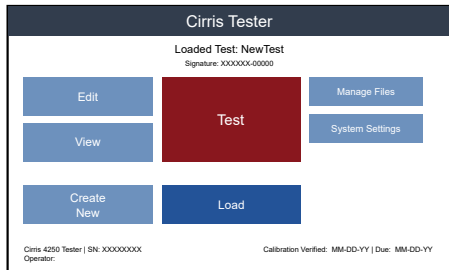 Cirris Tester
Loaded Test: NewTest
Signature: XXXXXX-00000
Edit
Test
Manage Files
View
System Settings
Create
New
Load
Cirris 4250 Tester | SN: XXXXXXXX
Calibration Verified: MM-DD-YY | Due: MM-DD-YY
Operator: